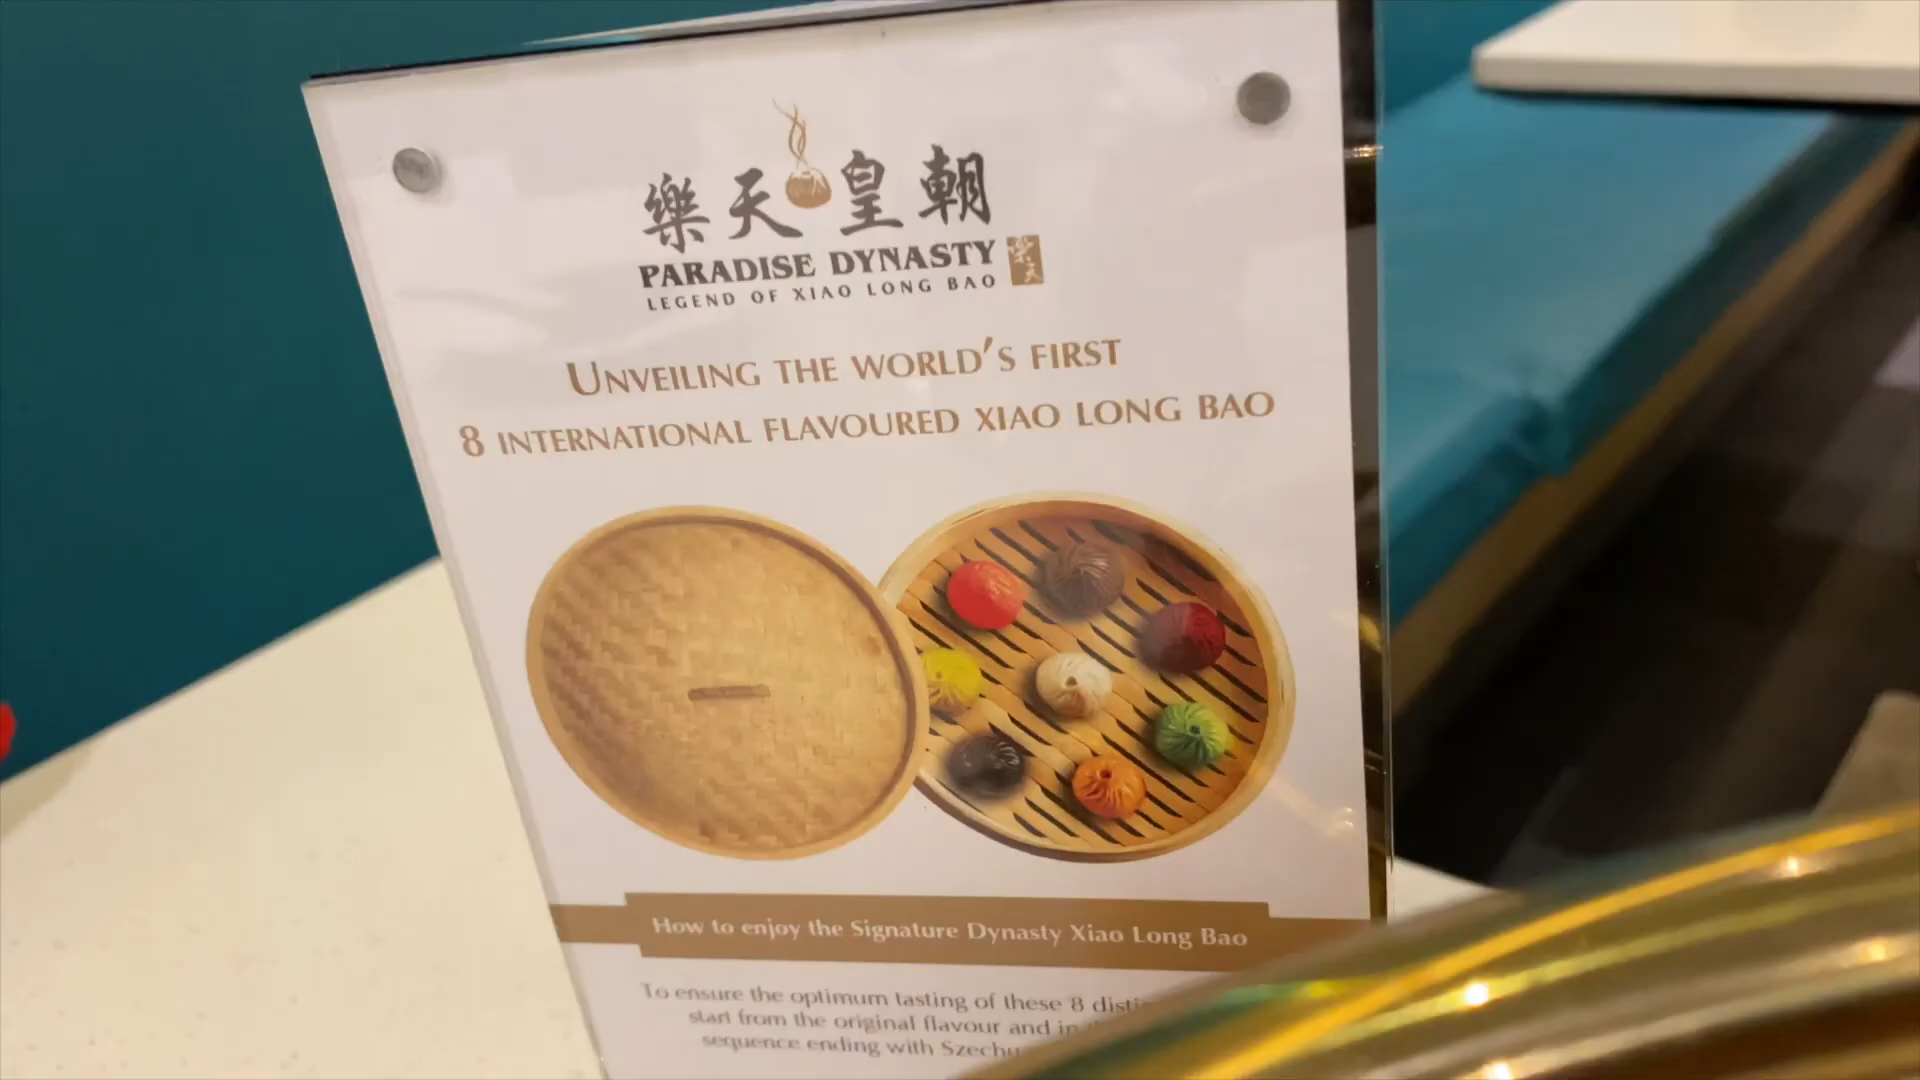 樂天皇朝
PARADISE DYNASTY
樂天
LEGEND OF XIAO LONG BAO
UNVEILING THE WORLD'S FIRST
8 INTERNATIONAL FLAVOURED XIAO LONG BAO
How to enjoy the Signature Dynasty Xiao Long Bao
To ensure the optimum tasting of these 8
start from the original flavour and in
sequence ending with